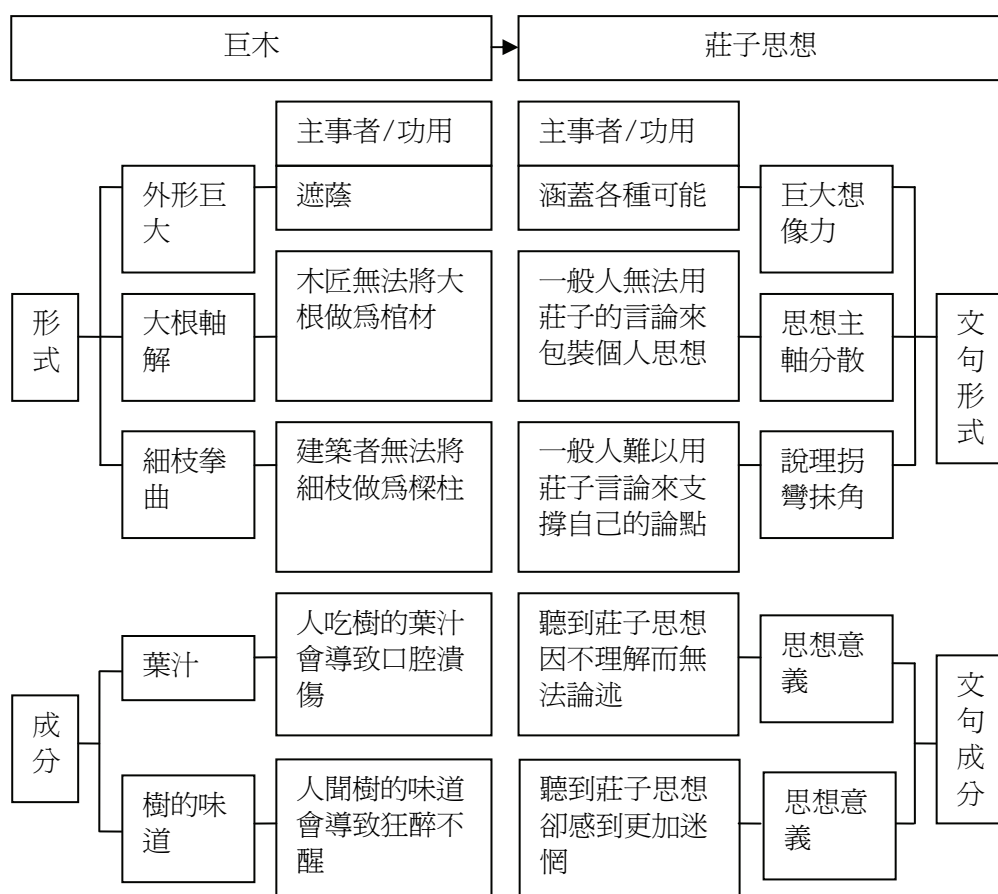 巨木
莊子思想
主事者/功用
主事者/功用
外形巨
大
遮蔭
涵蓋各種可能
巨大想
像力
形
式
大根軸
解
木匠無法將大
根做爲棺材
一般人無法用
莊子的言論來
包裝個人思想
思想主
軸分散
文
句
形
式
細枝拳
曲
建築者無法將
細枝做爲樑柱
一般人難以用
莊子言論來支
撐自己的論點
說理拐
彎抹角
成
分
葉汁
人吃樹的葉汁
會導致口腔潰
傷
聽到莊子思想
因不理解而無
法論述
思想意
義
文
句
成
分
樹的味
道
人聞樹的味道
會導致狂醉不
醒
聽到莊子思想
卻感到更加迷
惘
思想意
義